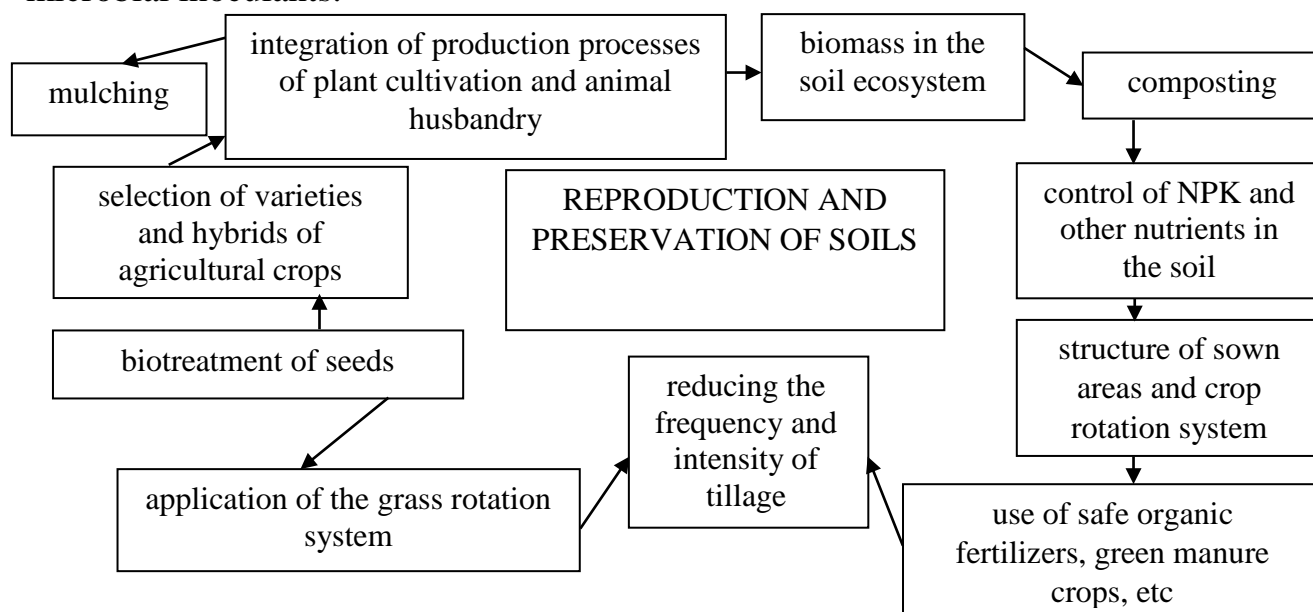 microbial inoculants.
integration of production processes
of plant cultivation and animal
husbandry
biomass in the
soil ecosystem
mulching
composting
selection of varieties
and hybrids of
agricultural crops
REPRODUCTION AND
PRESERVATION OF SOILS
control of NPK and
other nutrients in
the soil
biotreatment of seeds
reducing the
frequency and
intensity of
tillage
structure of sown
areas and crop
rotation system
application of the grass rotation
system
use of safe organic
fertilizers, green manure
crops, etc